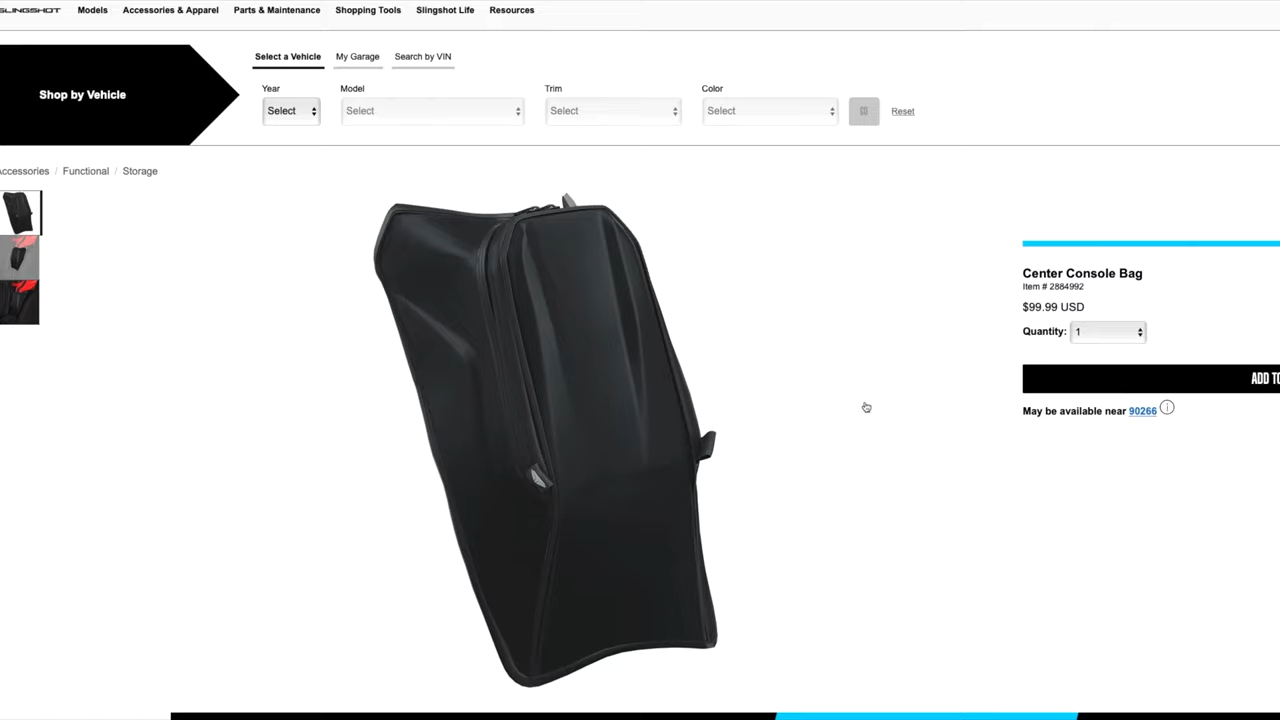 SLINGSHOT Models Accessories & Apparel Parts & Maintenance Shopping Tools Slingshot Life Resources
Shop by Vehicle
Select a Vehicle My Garage Search by VIN
Year Model Trim Color
Select Select Select Select Reset
Accessories / Functional / Storage
Center Console Bag
Item # 2884992
$99.99 USD
Quantity: 1
ADD TO
May be available near 90266